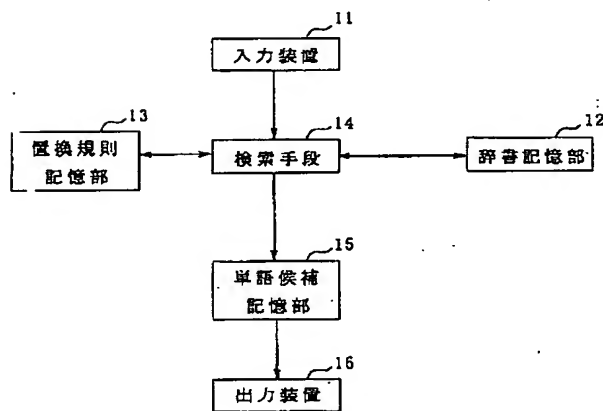 11
入力装置
13
置換規則
記憶部
14
検索手段
12
辞書記憶部
15
単語候補
記憶部
16
出力装置